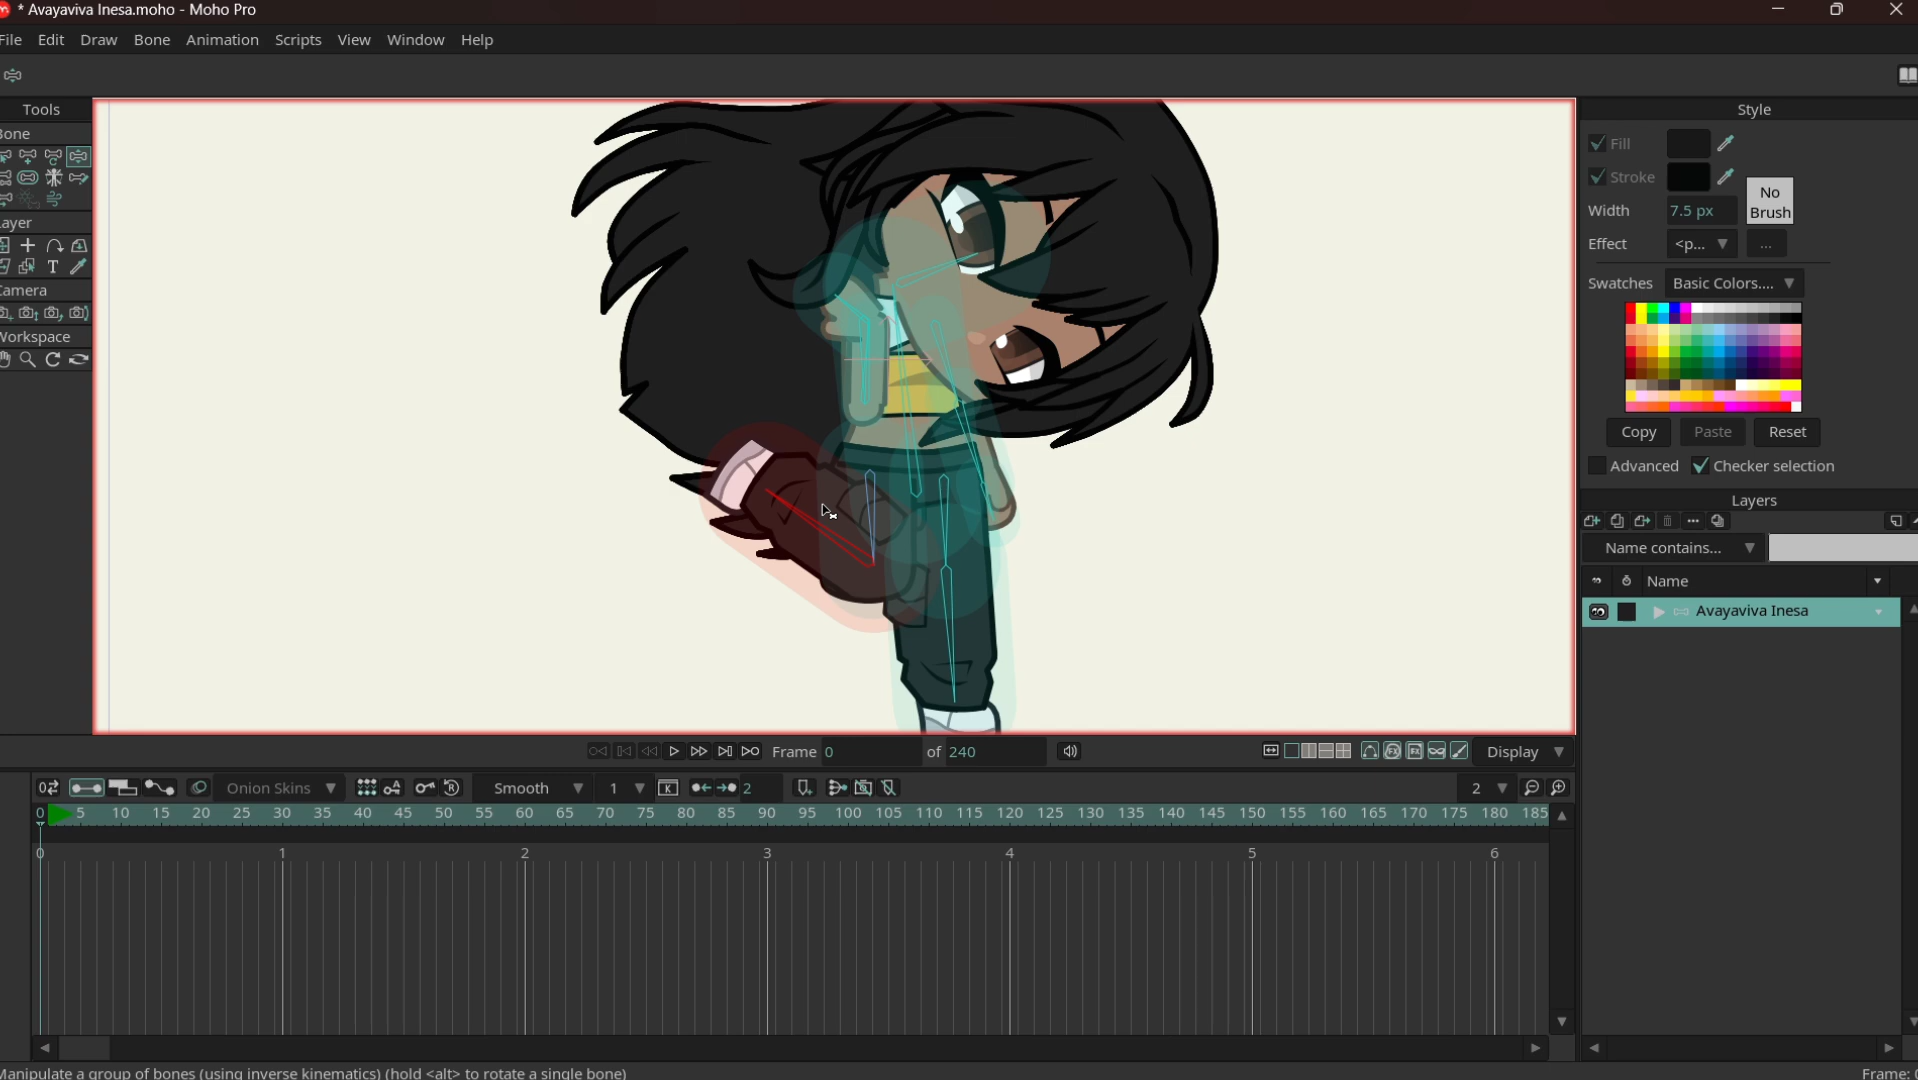 * Avayaviva Inesa.moho - Moho Pro
File Edit Draw Bone Animation Scripts View Window Help
Tools
Bone
Layer
T
Camera
Workspace
Style
Fill
Stroke
No Brush
Width 7.5 px
Effect <p... ...
Swatches Basic Colors....
Copy Paste Reset
Advanced Checker selection
Layers
Name contains...
Name
Avayaviva Inesa
Frame 0 of 240
Display
Onion Skins Smooth 1 K 2 2
0 5 10 15 20 25 30 35 40 45 50 55 60 65 70 75 80 85 90 95 100 105 110 115 120 125 130 135 140 145 150 155 160 165 170 175 180 185
0 1 2 3 4 5 6
Manipulate a group of bones (using inverse kinematics) (hold <alt> to rotate a single bone)
Frame: 0